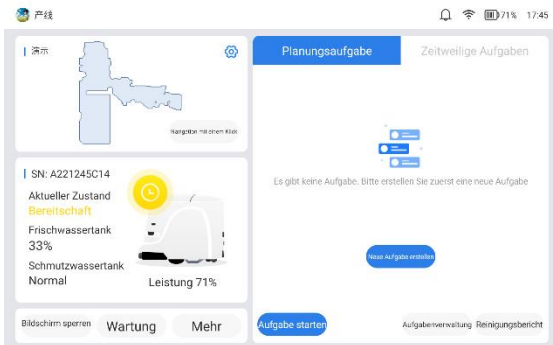 产线
71% 17:45
演示
Navigation mit einem Klick
SN: A221245C14
Aktueller Zustand
Bereitschaft
Frischwassertank
33%
Schmutzwassertank
Normal
Leistung 71%
Bildschirm sperren
Wartung
Mehr
Planungsaufgabe
Zeitweilige Aufgaben
Es gibt keine Aufgabe. Bitte erstellen Sie zuerst eine neue Aufgabe
Neue Aufgabe erstellen
Aufgabe starten
Aufgabenverwaltung
Reinigungsbericht